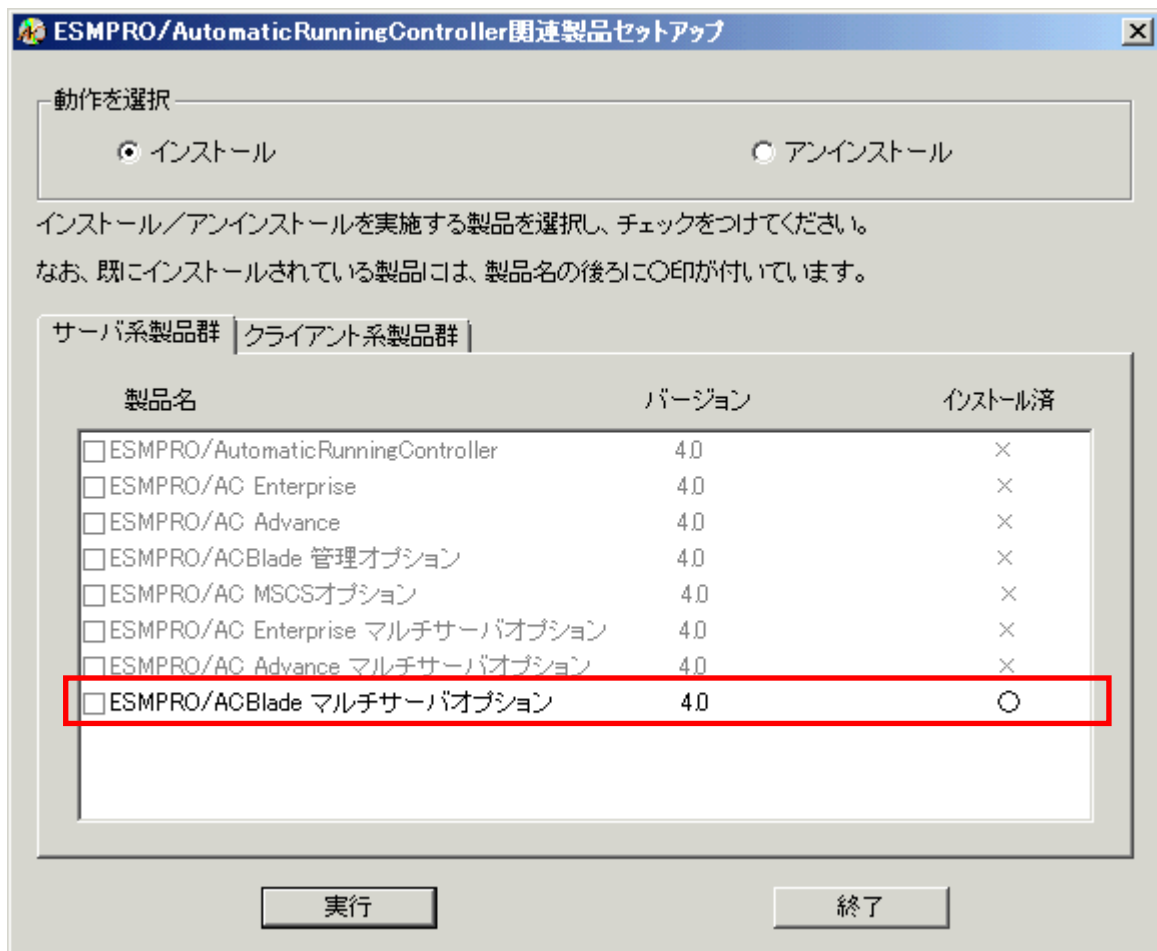 ESMPRO/AutomaticRunningController関連製品セットアップ
動作を選択
インストール アンインストール
インストール／アンインストールを実施する製品を選択し、チェックをつけてください。
なお、既にインストールされている製品には、製品名の後ろに○印が付いています。
サーバ系製品群 クライアント系製品群
製品名 バージョン インストール済
ESMPRO/AutomaticRunningController 4.0 ×
ESMPRO/AC Enterprise 4.0 ×
ESMPRO/AC Advance 4.0 ×
ESMPRO/ACBlade 管理オプション 4.0 ×
ESMPRO/AC MSCSオプション 4.0 ×
ESMPRO/AC Enterprise マルチサーバオプション 4.0 ×
ESMPRO/AC Advance マルチサーバオプション 4.0 ×
ESMPRO/ACBlade マルチサーバオプション 4.0 ○
実行 終了